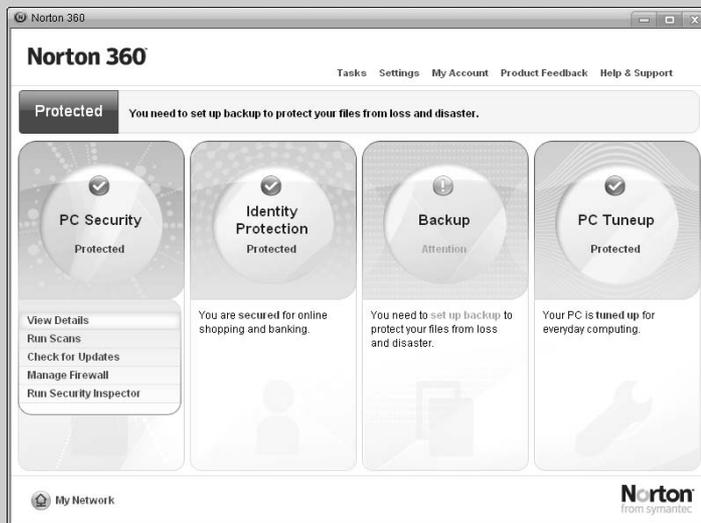 Norton 360
Norton 360
Tasks Settings My Account Product Feedback Help & Support
Protected
You need to set up backup to protect your files from loss and disaster.
PC Security
Protected
View Details
Run Scans
Check for Updates
Manage Firewall
Run Security Inspector
Identity
Protection
Protected
You are secured for online
shopping and banking.
Backup
Attention
You need to set up backup to
protect your files from loss
and disaster.
PC Tuneup
Protected
Your PC is tuned up for
everyday computing.
My Network
Norton
from symantec